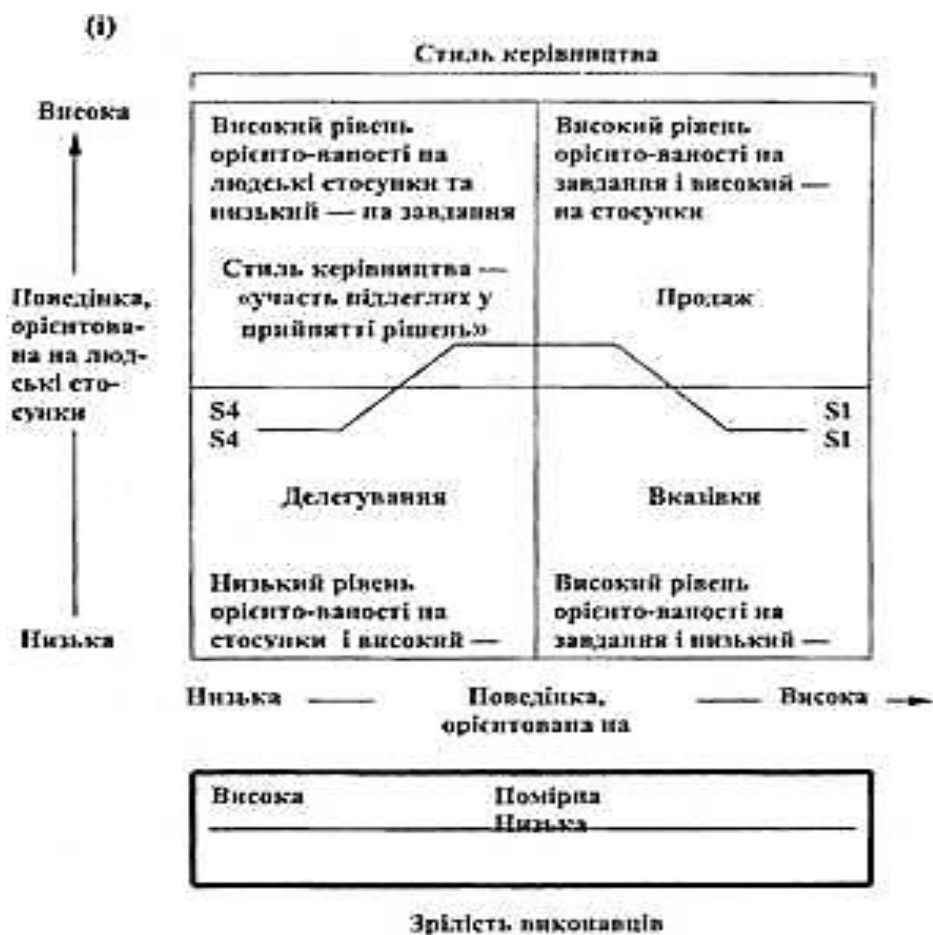 (i)
Стиль керівництва
Висока
Поведінка,
орієнтова-
на на люд-
ські сто-
сунки
Низька
Високий рівень
орієнто-ваності на
людські стосунки та
низький — на завдання
Стиль керівництва —
«участь підлеглих у
прийнятті рішень»
Високий рівень
орієнто-ваності на
завдання і високий —
на стосунки
Продаж
S4
S4
Делегування
Низький рівень
орієнто-ваності на
стосунки і високий —
S1
S1
Вказівки
Високий рівень
орієнто-ваності на
завдання і низький —
Низька — Поведінка, — Висока
орієнтована на
Висока Помірна
Низька
Зрілість виконавців